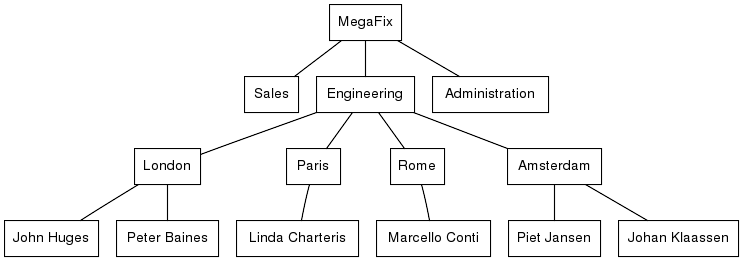 MegaFix
Sales
Engineering
Administration
London
Paris
Rome
Amsterdam
John Huges
Peter Baines
Linda Charteris
Marcello Conti
Piet Jansen
Johan Klaassen